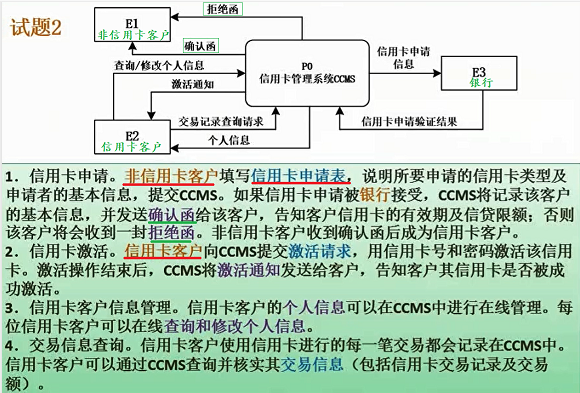 试题2
拒绝函
E1
非信用卡客户
确认函
查询/修改个人信息
激活通知
P0
信用卡管理系统CCMS
信用卡申请
信息
E3
银行
E2
信用卡客户
交易记录查询请求
个人信息
信用卡申请验证结果
1．信用卡申请。非信用卡客户填写信用卡申请表，说明所要申请的信用卡类型及
申请者的基本信息，提交CCMS。如果信用卡申请被银行接受，CCMS将记录该客户
的基本信息，并发送确认函给该客户，告知客户信用卡的有效期及信贷限额；否则
该客户将会收到一封拒绝函。非信用卡客户收到确认函后成为信用卡客户。
2．信用卡激活。信用卡客户向CCMS提交激活请求，用信用卡号和密码激活该信用
卡。激活操作结束后，CCMS将激活通知发送给客户，告知客户其信用卡是否被成
功激活。
3．信用卡客户信息管理。信用卡客户的个人信息可以在CCMS中进行在线管理。每
位信用卡客户可以在线查询和修改个人信息。
4．交易信息查询。信用卡客户使用信用卡进行的每一笔交易都会记录在CCMS中。
信用卡客户可以通过CCMS查询并核实其交易信息（包括信用卡交易记录及交易
额）。